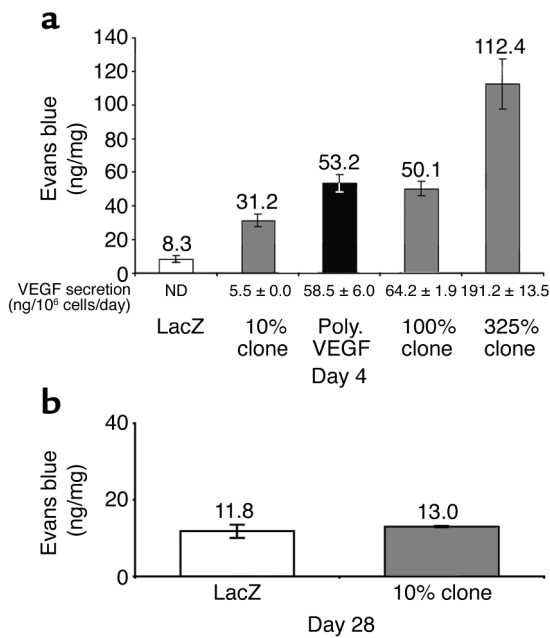 a
Evans blue
(ng/mg)
140
120
100
80
60
40
20
0
8.3
31.2
53.2
50.1
112.4
VEGF secretion
(ng/10⁶ cells/day)
ND
5.5 ± 0.0
58.5 ± 6.0
64.2 ± 1.9
191.2 ± 13.5
LacZ
10%
clone
Poly.
VEGF
100%
clone
325%
clone
Day 4
b
Evans blue
(ng/mg)
40
20
0
11.8
13.0
LacZ
10% clone
Day 28